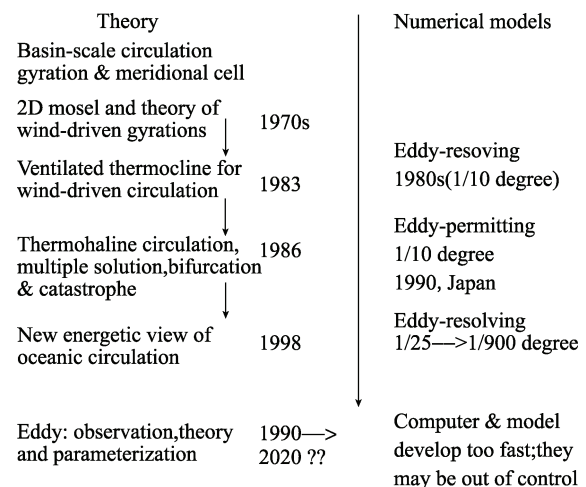 Theory
Numerical models
Basin-scale circulation
gyration & meridional cell
2D mosel and theory of
wind-driven gyrations
1970s
Ventilated thermocline for
wind-driven circulation
1983
Eddy-resoving
1980s(1/10 degree)
Thermohaline circulation,
multiple solution,bifurcation
& catastrophe
1986
Eddy-permitting
1/10 degree
1990, Japan
New energetic view of
oceanic circulation
1998
Eddy-resolving
1/25—>1/900 degree
Eddy: observation,theory
and parameterization
1990—>
2020 ??
Computer & model
develop too fast;they
may be out of control